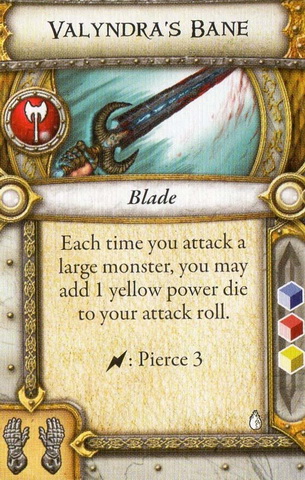 VALYNDRA'S BANE
Blade
Each time you attack a
large monster, you may
add 1 yellow power die
to your attack roll.
: Pierce 3